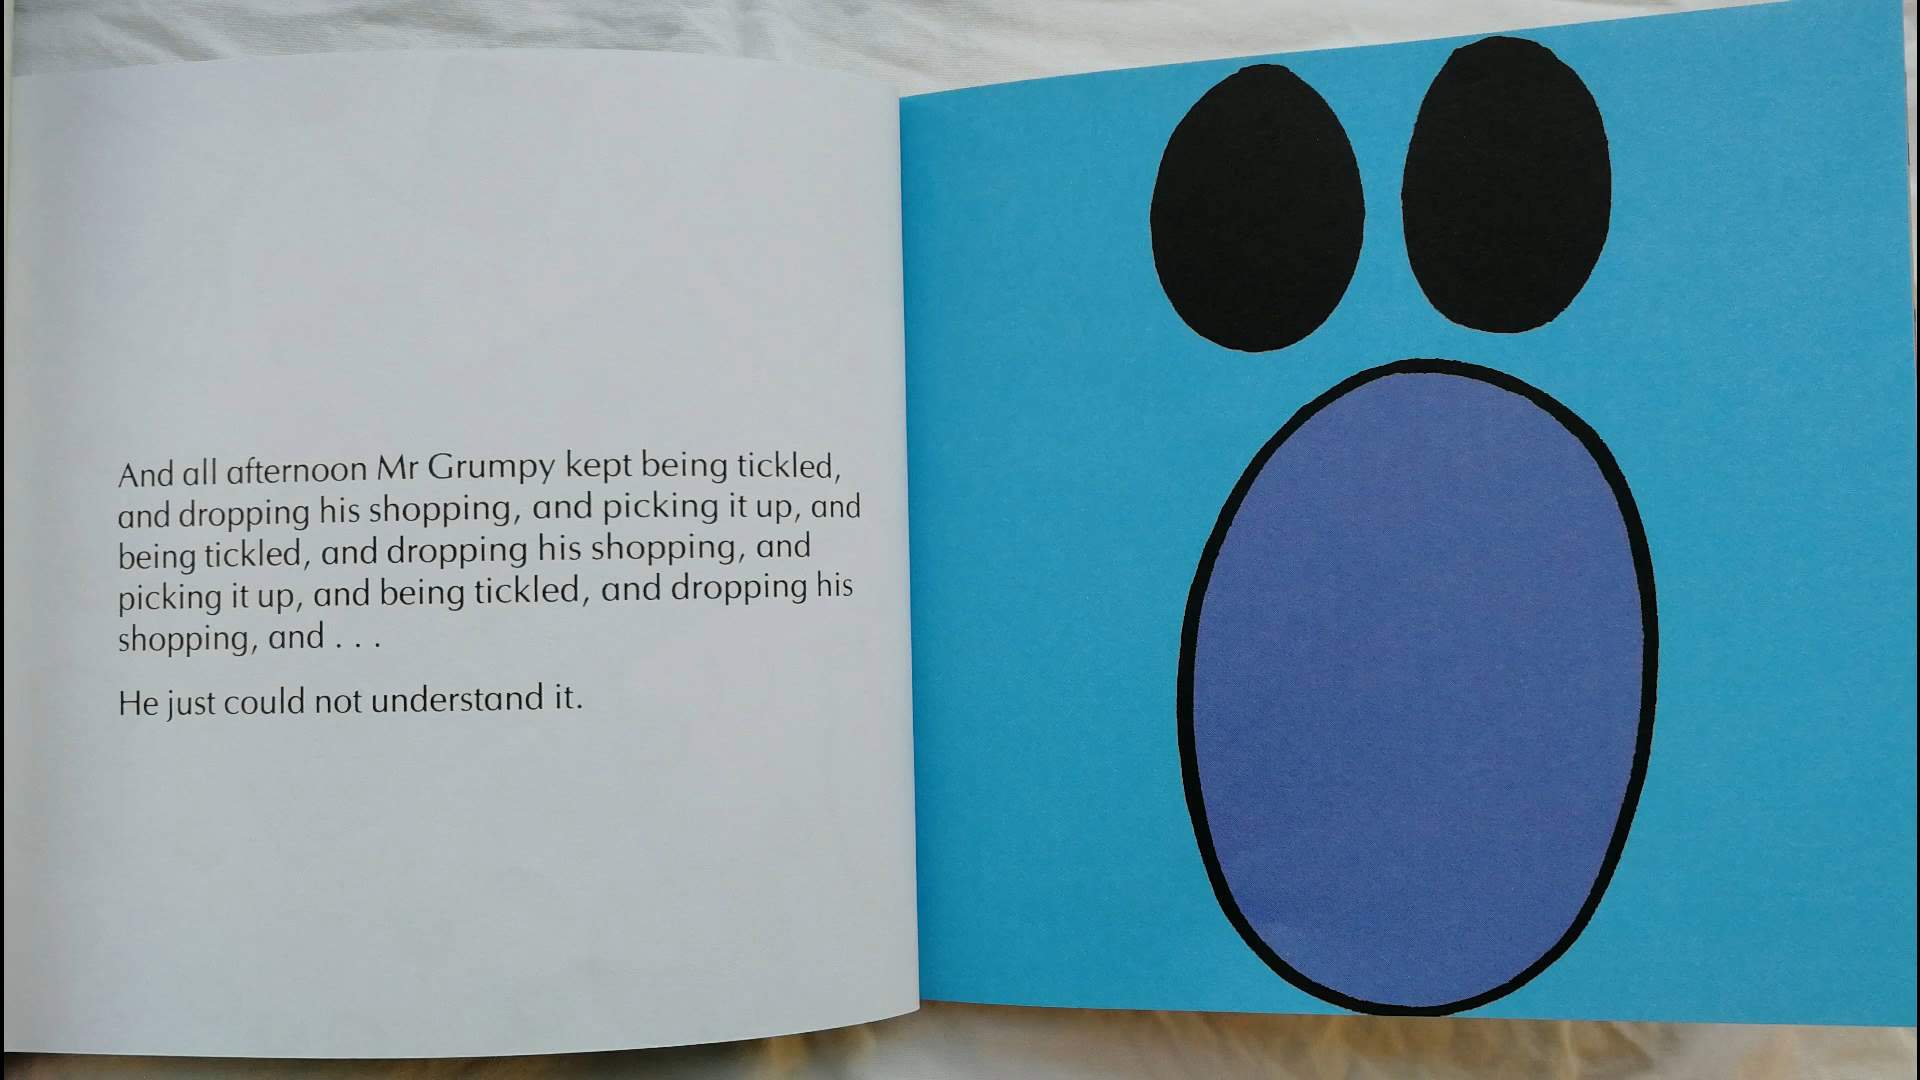 And all afternoon Mr Grumpy kept being tickled,
and dropping his shopping, and picking it up, and
being tickled, and dropping his shopping, and
picking it up, and being tickled, and dropping his
shopping, and . . .
He just could not understand it.